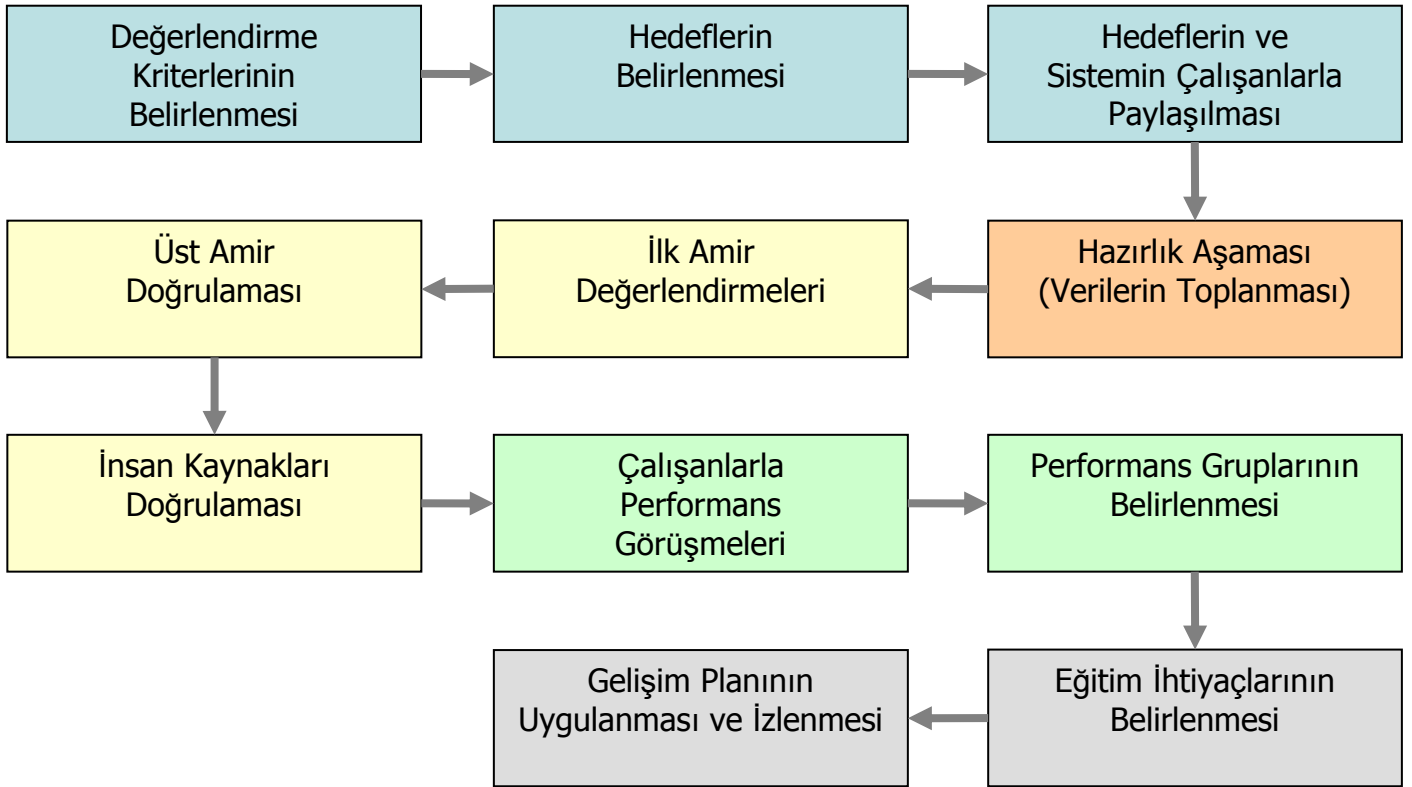 Değerlendirme
Kriterlerinin
Belirlenmesi
Hedeflerin
Belirlenmesi
Hedeflerin ve
Sistemin Çalışanlarla
Paylaşılması
Hazırlık Aşaması
(Verilerin Toplanması)
İlk Amir
Değerlendirmeleri
Üst Amir
Doğrulaması
İnsan Kaynakları
Doğrulaması
Çalışanlarla
Performans
Görüşmeleri
Performans Gruplarının
Belirlenmesi
Eğitim İhtiyaçlarının
Belirlenmesi
Gelişim Planının
Uygulanması ve İzlenmesi